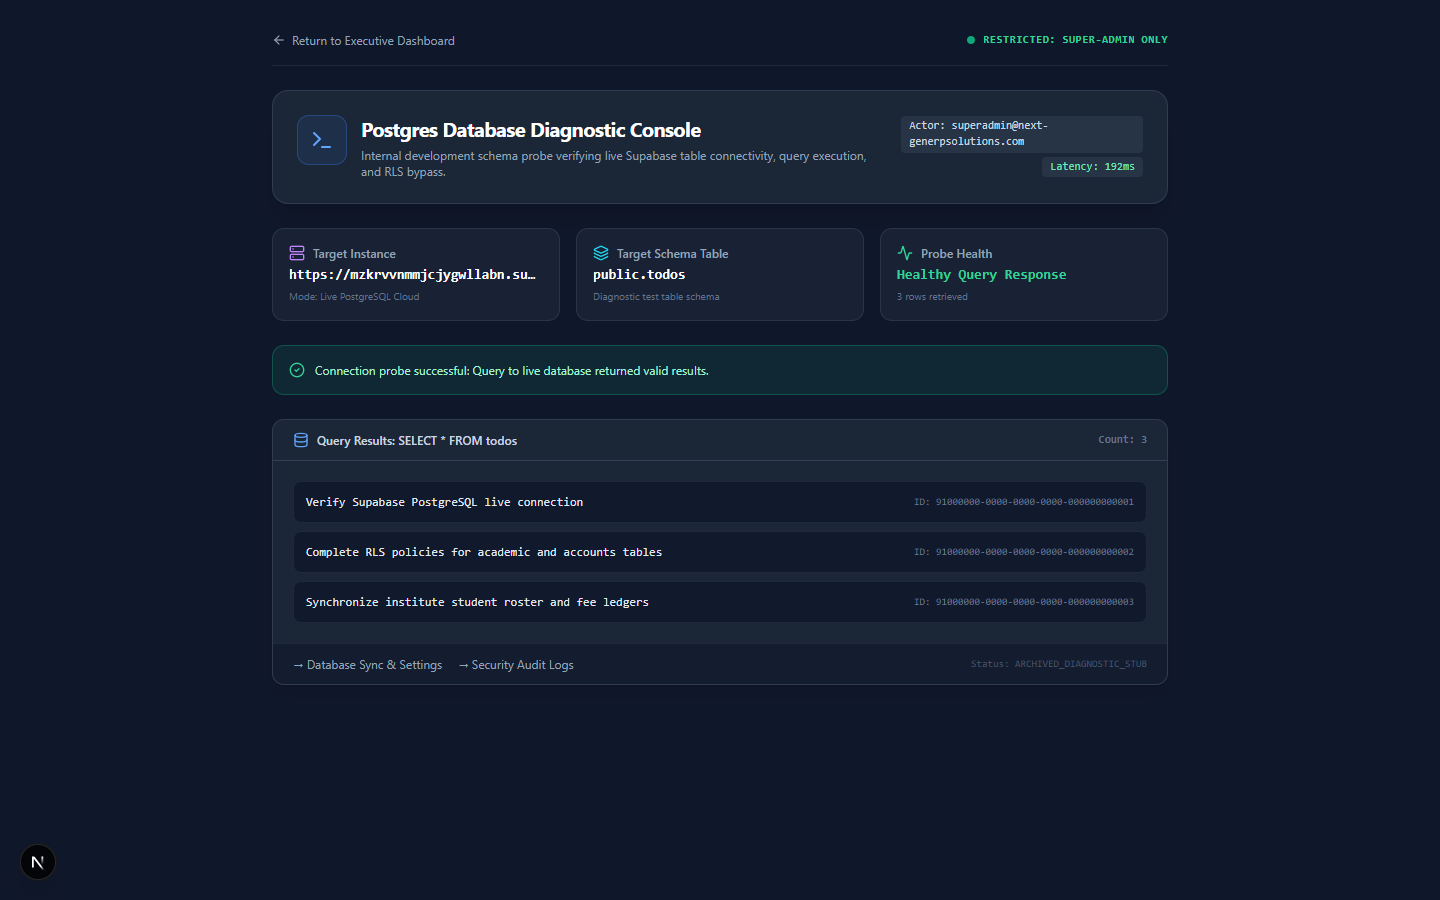 Return to Executive Dashboard
RESTRICTED: SUPER-ADMIN ONLY
Postgres Database Diagnostic Console
Internal development schema probe verifying live Supabase table connectivity, query execution,
and RLS bypass.
Actor: superadmin@next-
generpsolutions.com
Latency: 192ms
Target Instance
https://mzkrvvnmmjcjygwllabn.su…
Mode: Live PostgreSQL Cloud
Target Schema Table
public.todos
Diagnostic test table schema
Probe Health
Healthy Query Response
3 rows retrieved
Connection probe successful: Query to live database returned valid results.
Query Results: SELECT * FROM todos
Count: 3
Verify Supabase PostgreSQL live connection
ID: 91000000-0000-0000-0000-000000000001
Complete RLS policies for academic and accounts tables
ID: 91000000-0000-0000-0000-000000000002
Synchronize institute student roster and fee ledgers
ID: 91000000-0000-0000-0000-000000000003
→ Database Sync & Settings
→ Security Audit Logs
Status: ARCHIVED_DIAGNOSTIC_STUB
N